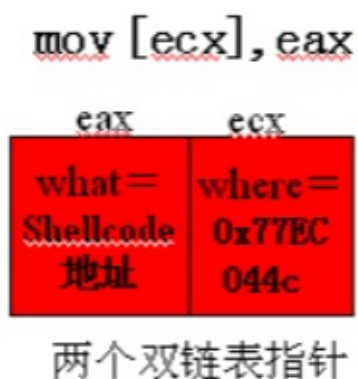 mov [ecx],eax
eax ecx
what＝ where＝
Shellcode 0x77EC
地址 044c
两个双链表指针